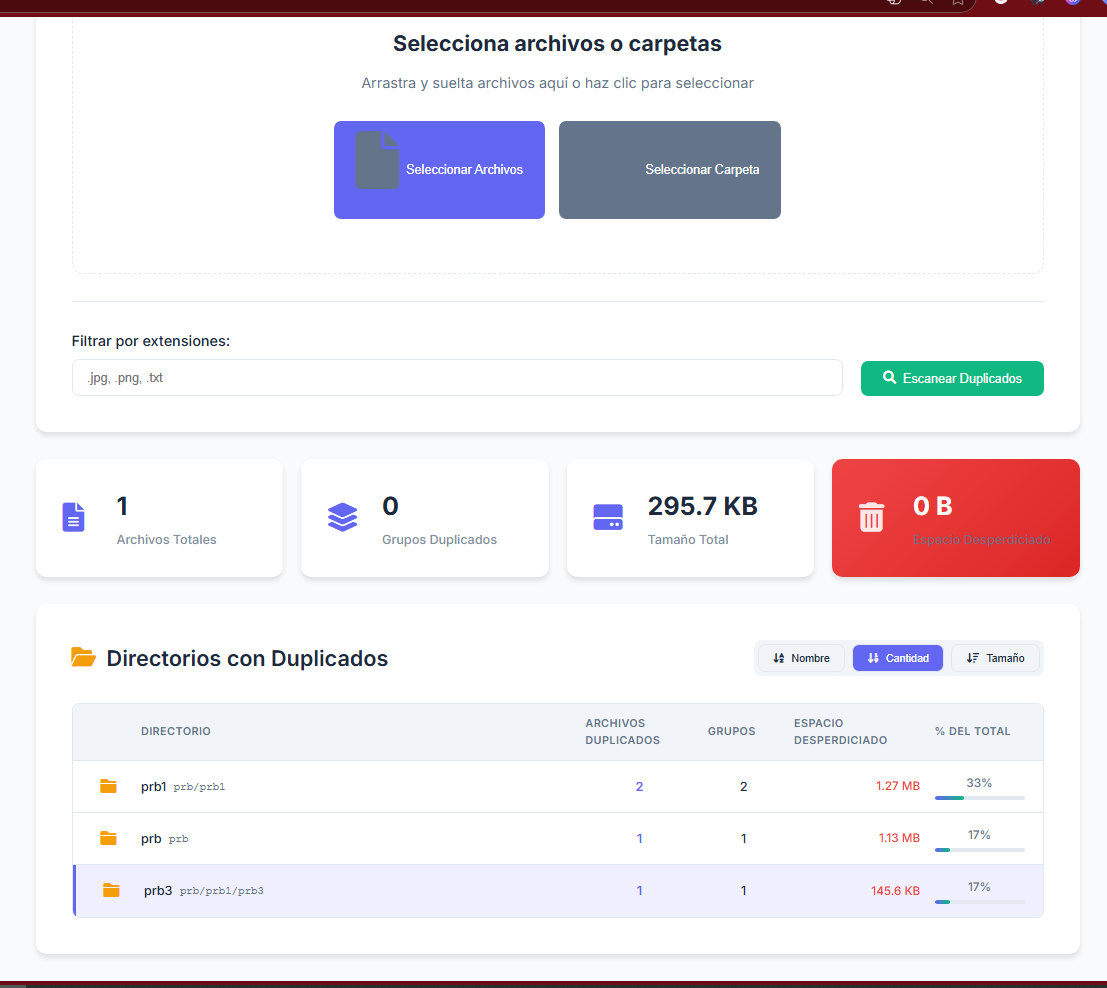 Selecciona archivos o carpetas
Arrastra y suelta archivos aquí o haz clic para seleccionar
Seleccionar Archivos
Seleccionar Carpeta
Filtrar por extensiones:
.jpg, .png, .txt
Escanear Duplicados
1
Archivos Totales
0
Grupos Duplicados
295.7 KB
Tamaño Total
0 B
Espacio Desperdiciado
Directorios con Duplicados
Nombre
Cantidad
Tamaño
DIRECTORIO
ARCHIVOS
DUPLICADOS
GRUPOS
ESPACIO
DESPERDICIADO
% DEL TOTAL
prb1 prb/prb1 2 2 1.27 MB 33%
prb prb 1 1 1.13 MB 17%
prb3 prb/prb1/prb3 1 1 145.6 KB 17%